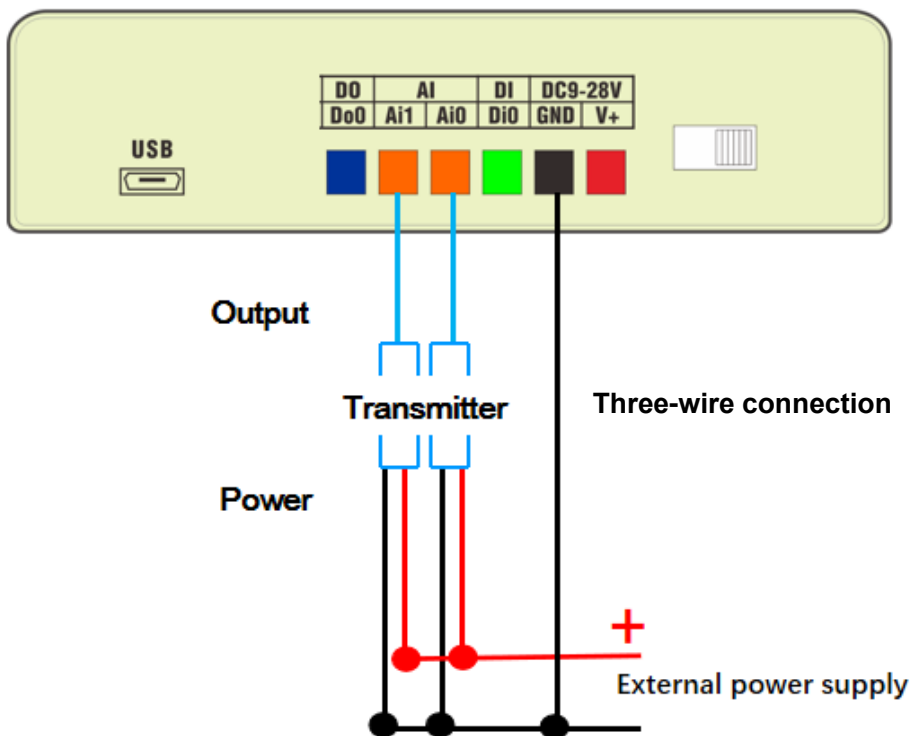 DO AI DI DC9-28V
Do0 Ai1 Ai0 Di0 GND V+
USB
Output
Transmitter
Three-wire connection
Power
+
External power supply